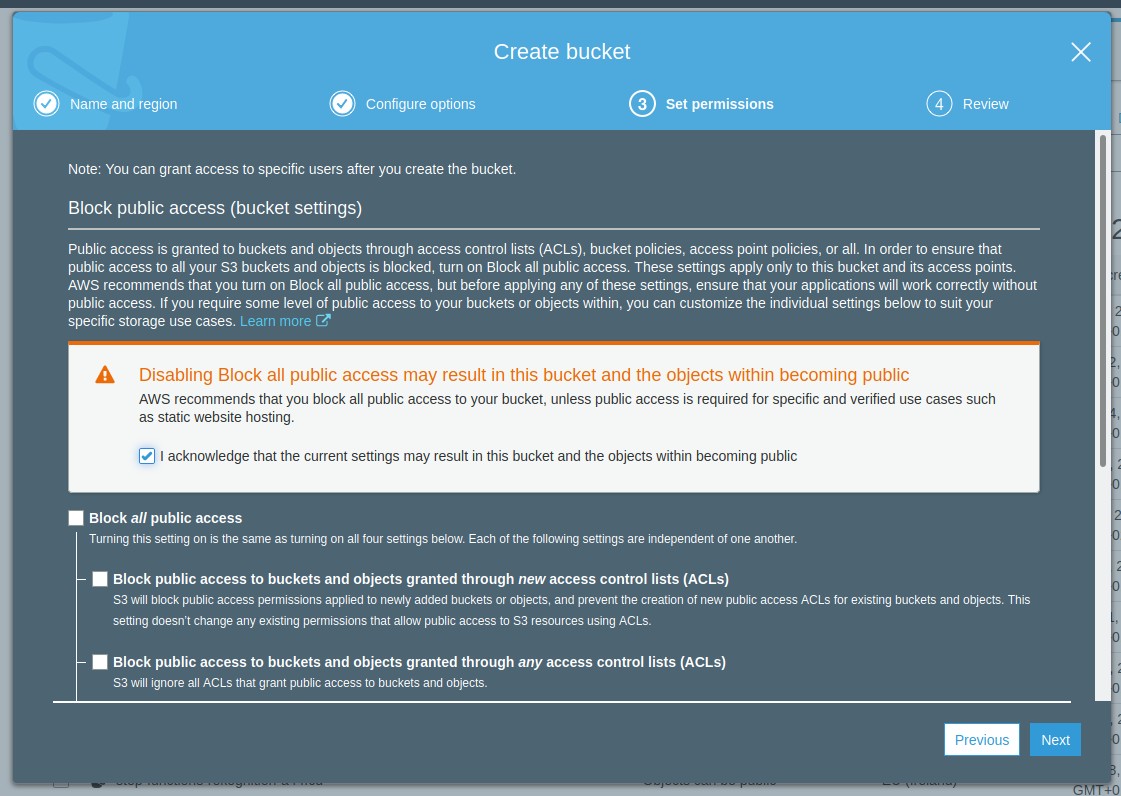 Create bucket
Name and region
Configure options
3 Set permissions
4 Review
Note: You can grant access to specific users after you create the bucket.
Block public access (bucket settings)
Public access is granted to buckets and objects through access control lists (ACLs), bucket policies, access point policies, or all. In order to ensure that
public access to all your S3 buckets and objects is blocked, turn on Block all public access. These settings apply only to this bucket and its access points.
AWS recommends that you turn on Block all public access, but before applying any of these settings, ensure that your applications will work correctly without
public access. If you require some level of public access to your buckets or objects within, you can customize the individual settings below to suit your
specific storage use cases. Learn more
Disabling Block all public access may result in this bucket and the objects within becoming public
AWS recommends that you block all public access to your bucket, unless public access is required for specific and verified use cases such
as static website hosting.
I acknowledge that the current settings may result in this bucket and the objects within becoming public
Block all public access
Turning this setting on is the same as turning on all four settings below. Each of the following settings are independent of one another.
Block public access to buckets and objects granted through new access control lists (ACLs)
S3 will block public access permissions applied to newly added buckets or objects, and prevent the creation of new public access ACLs for existing buckets and objects. This
setting doesn't change any existing permissions that allow public access to S3 resources using ACLs.
Block public access to buckets and objects granted through any access control lists (ACLs)
S3 will ignore all ACLs that grant public access to buckets and objects.
Previous
Next
Objects can be public
EU (Ireland)
GMT+0